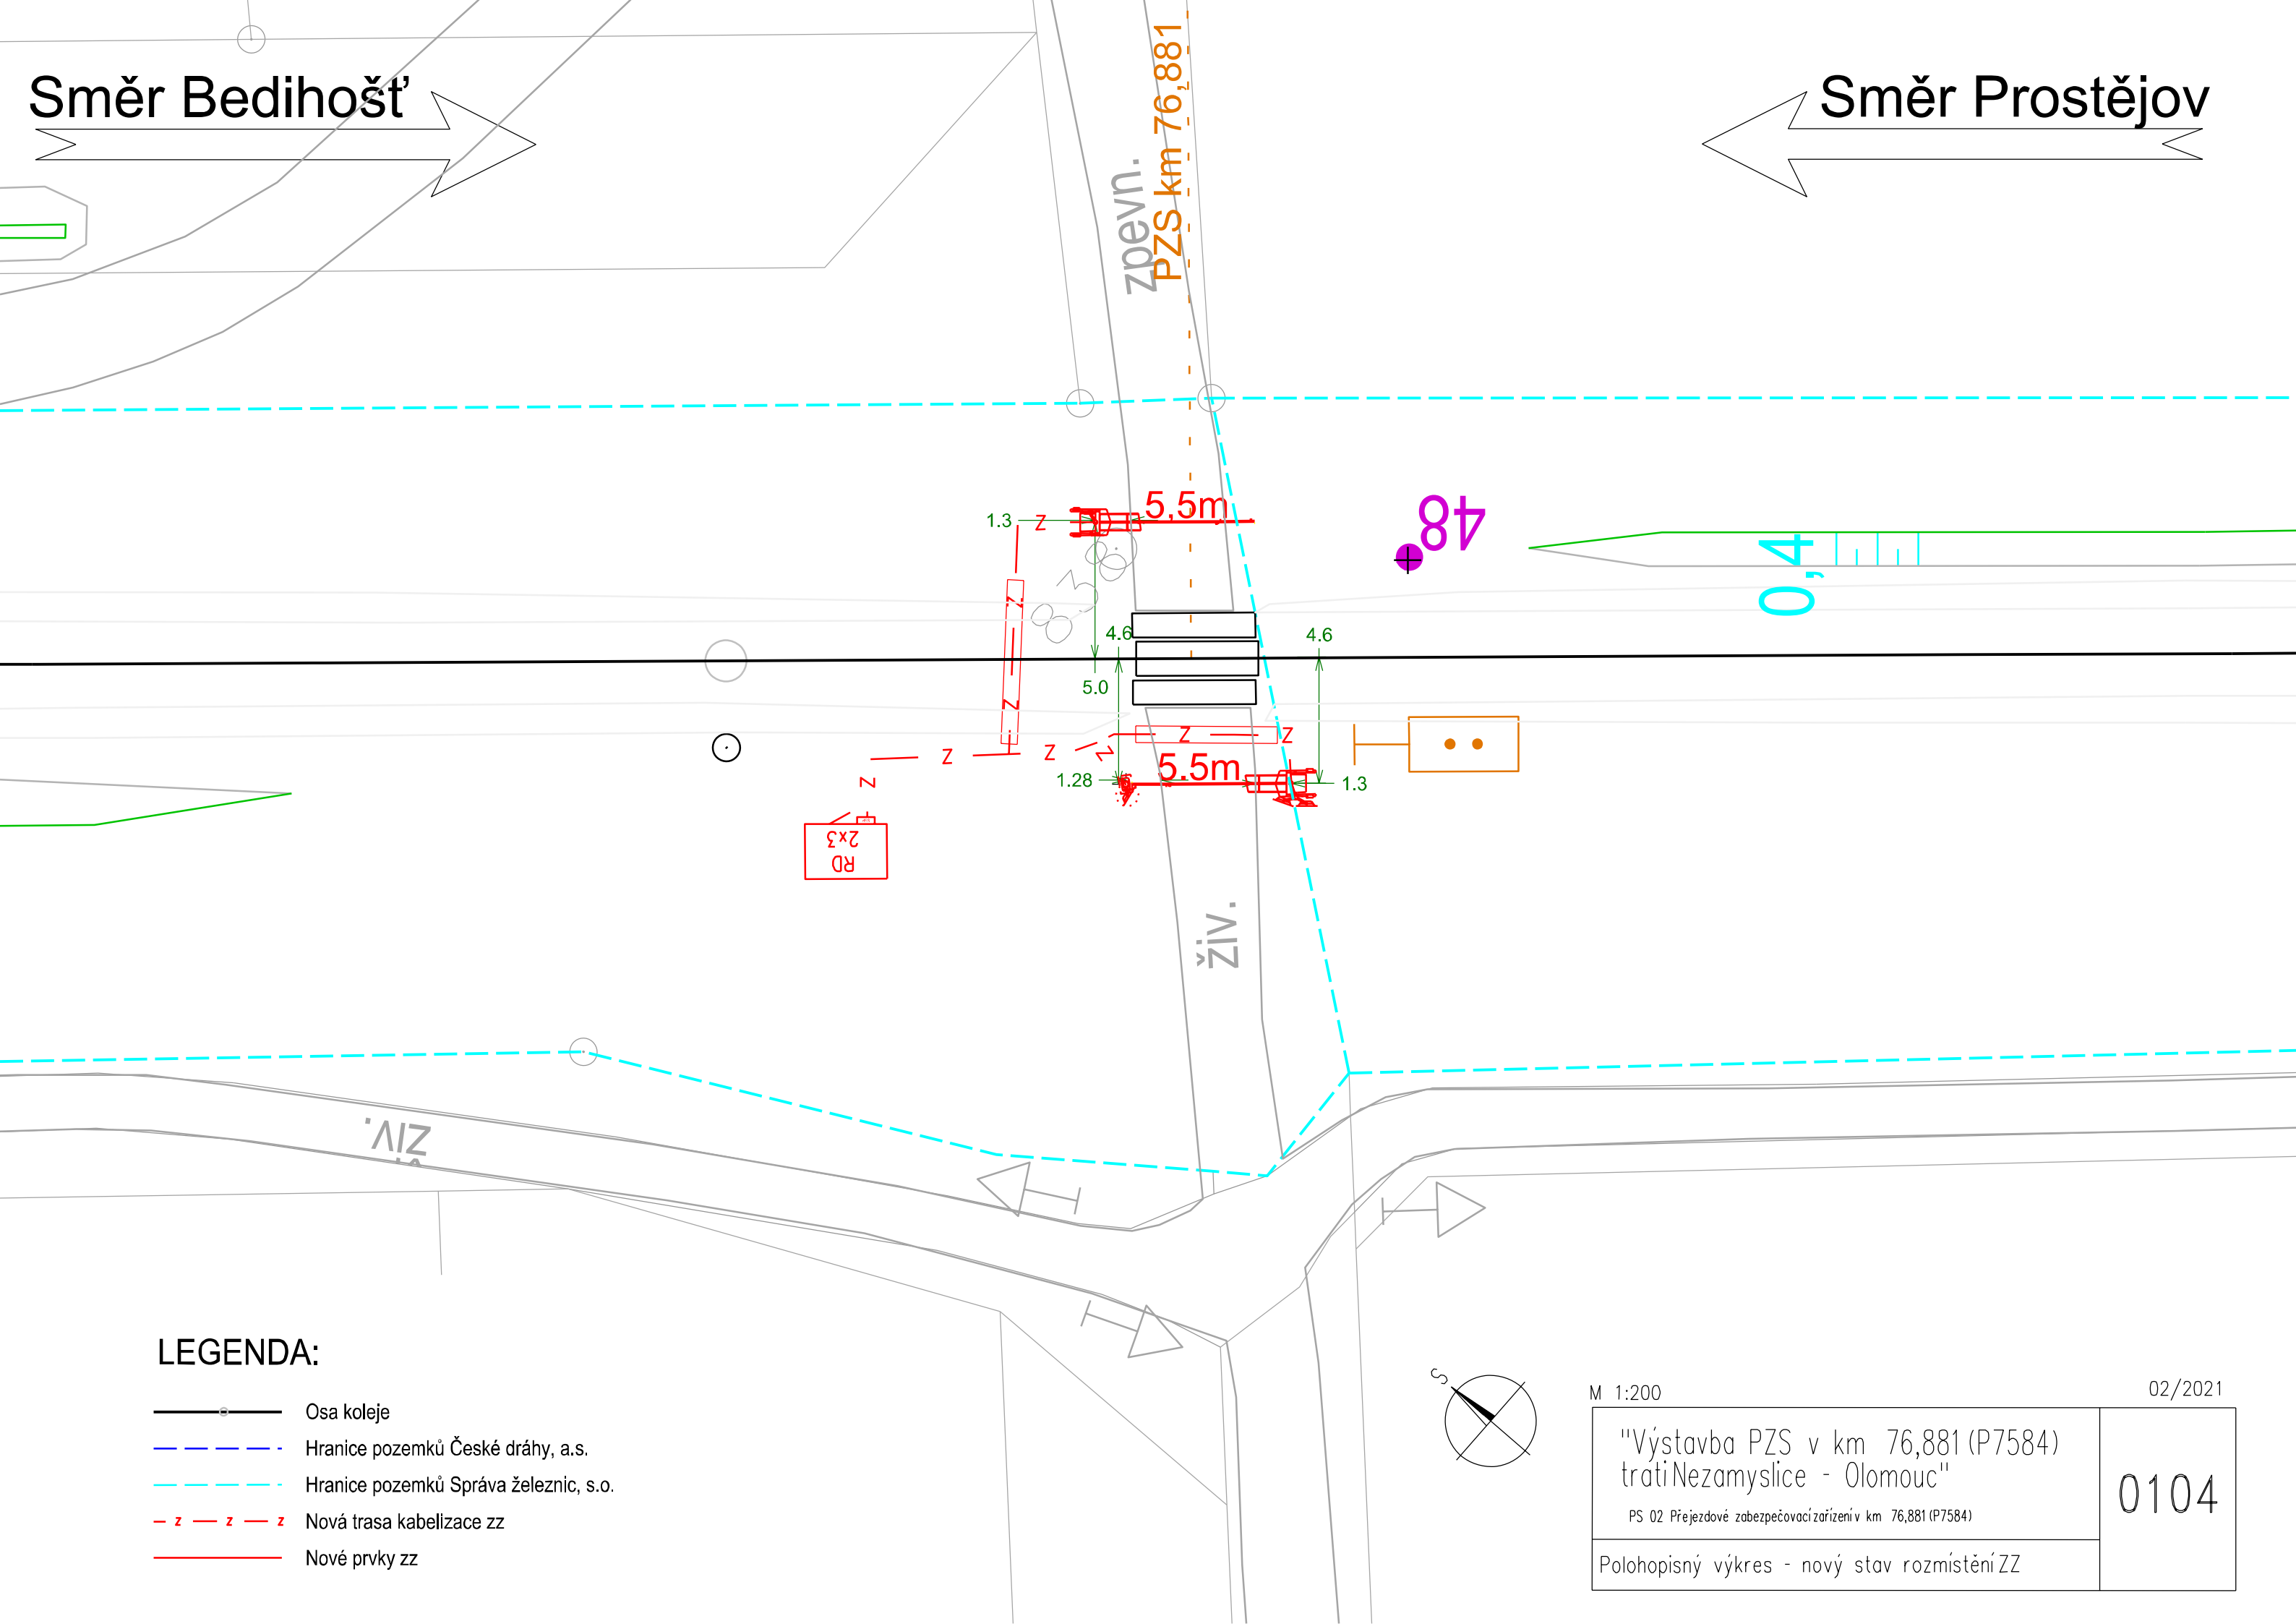 Směr Bedihošť
Směr Prostějov
PZS km 76,881
zpevn.
1.3
Z
5,5m
8398
48
0,4
Z
4.6
4.6
5.0
Z
Z
Z
Z
Z
Z
Z
1.28
5.5m
1.3
2x3
RD
živ.
živ.
LEGENDA:
Osa koleje
Hranice pozemků České dráhy, a.s.
Hranice pozemků Správa železnic, s.o.
z z z Nová trasa kabelizace zz
Nové prvky zz
S
M 1:200
02/2021
"Výstavba PZS v km 76,881 (P7584)
trati Nezamyslice - Olomouc"
PS 02 Přejezdové zabezpečovací zařízení v km 76,881 (P7584)
0104
Polohopisný výkres - nový stav rozmístění ZZ